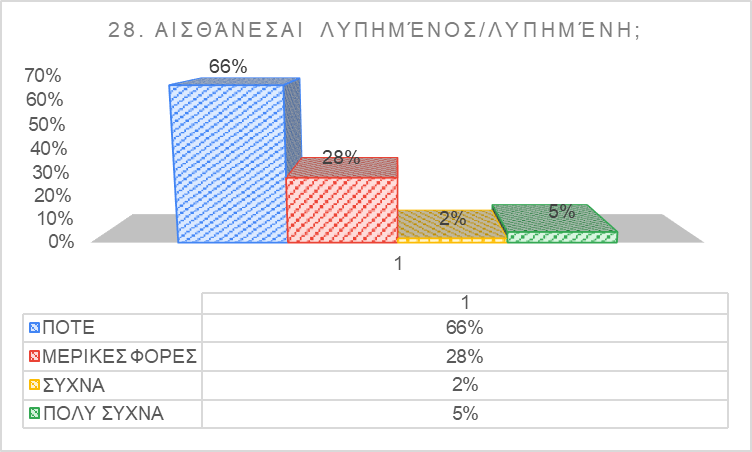 28. ΑΙΣΘΆΝΕΣΑΙ ΛΥΠΗΜΈΝΟΣ/ΛΥΠΗΜΈΝΗ;
66%
70%
60%
50%
40%
30%
20%
10%
0%
28%
2%
5%
1
1
ΠΟΤΕ 66%
ΜΕΡΙΚΕΣ ΦΟΡΕΣ 28%
ΣΥΧΝΑ 2%
ΠΟΛΥ ΣΥΧΝΑ 5%